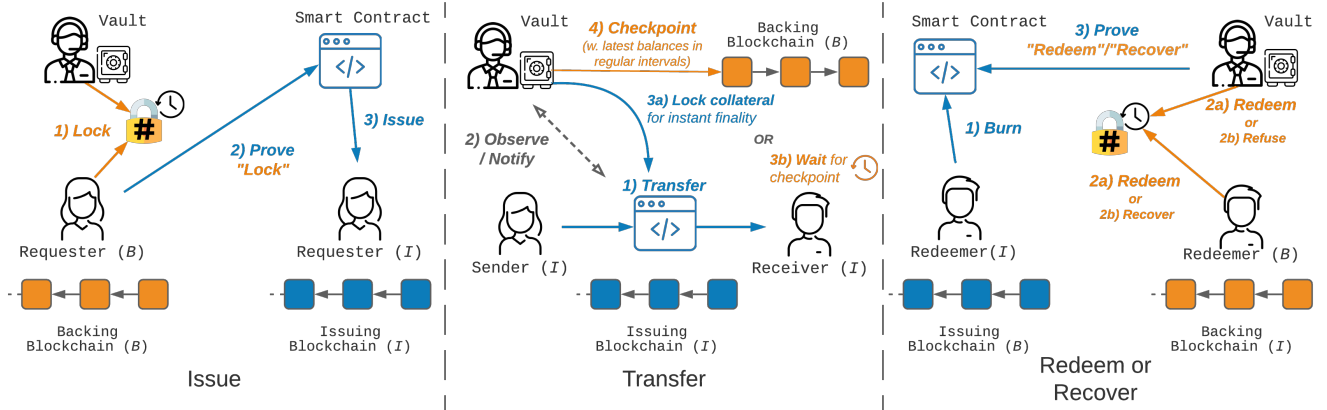 Vault
Smart Contract
1) Lock
#
</>
3) Issue
2) Prove
"Lock"
Requester (B)
Requester (I)
Backing
Blockchain (B)
Issuing
Blockchain (I)
Issue
Vault
4) Checkpoint
(w. latest balances in
regular intervals)
Backing
Blockchain (B)
3a) Lock collateral
for instant finality
OR
2) Observe
/ Notify
3b) Wait for
checkpoint
1) Transfer
</>
Sender (I)
Receiver (I)
Issuing
Blockchain (I)
Transfer
Smart Contract
Vault
3) Prove
"Redeem"/"Recover"
</>
2a) Redeem
or
2b) Refuse
1) Burn
#
2a) Redeem
or
2b) Recover
Redeemer(I)
Redeemer (B)
Issuing
Blockchain (B)
Backing
Blockchain (I)
Redeem or
Recover